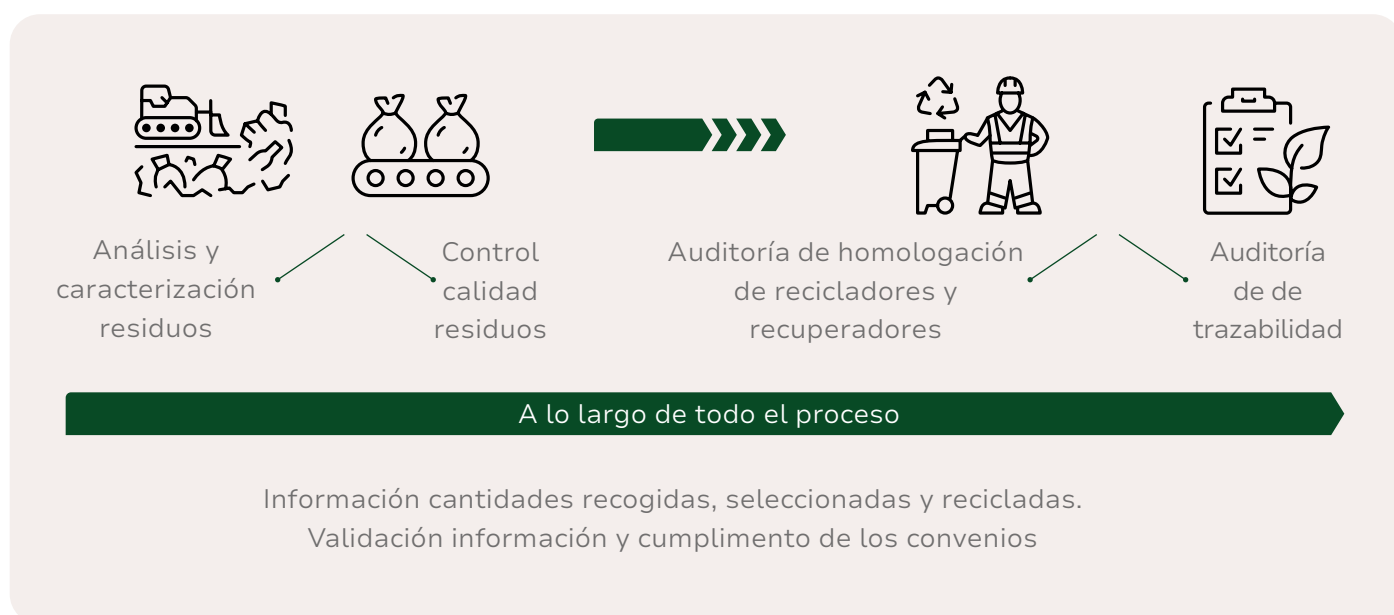 Análisis y
caracterización
residuos
Control
calidad
residuos
Auditoría de homologación
de recicladores y
recuperadores
Auditoría
de de
trazabilidad
A lo largo de todo el proceso
Información cantidades recogidas, seleccionadas y recicladas.
Validación información y cumplimento de los convenios